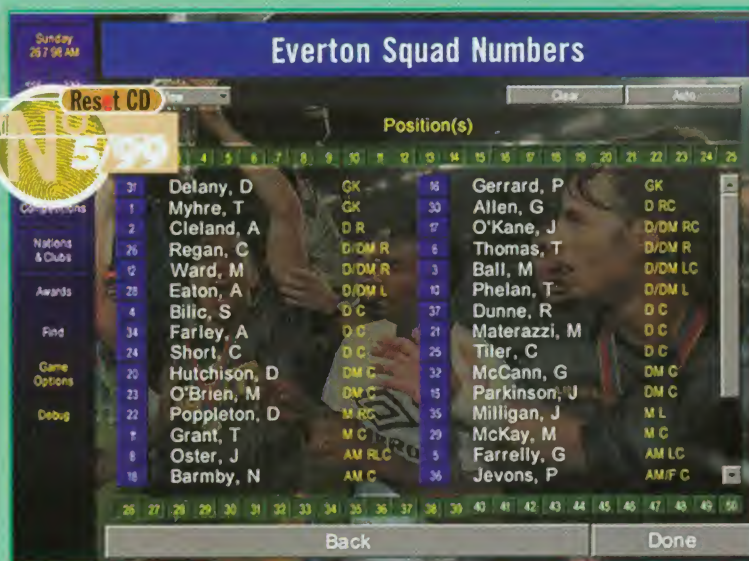 Sunday
26 7 98 AM
Everton Squad Numbers
Reset CD
Nº
5/99
View
Clear
Auto
Position(s)
4 5 6 7 8 9 10 11 12 13 14 15 16 17 18 19 20 21 22 23 24 25
31 Delany, D GK
16 Gerrard, P GK
1 Myhre, T GK
30 Allen, G D RC
2 Cleland, A D R
17 O'Kane, J D/DM RC
26 Regan, C D/DM R
6 Thomas, T D/DM R
12 Ward, M D/DM R
3 Ball, M D/DM LC
28 Eaton, A D/DM L
10 Phelan, T D/DM L
4 Bilic, S D C
37 Dunne, R D C
34 Farley, A D C
21 Materazzi, M D C
24 Short, C D C
25 Tiler, C D C
20 Hutchison, D DM C
32 McCann, G DM C
23 O'Brien, M DM C
15 Parkinson, J DM C
22 Poppleton, D M RC
35 Milligan, J M L
11 Grant, T M C
29 McKay, M M C
8 Oster, J AM RLC
5 Farrelly, G AM LC
18 Barmby, N AM C
36 Jevons, P AM/F C
Competitions
Nations
& Clubs
Awards
Find
Game
Options
Debug
26 27 28 29 30 31 32 33 34 35 36 37 38 39 40 41 42 43 44 45 46 47 48 49 50
Back
Done